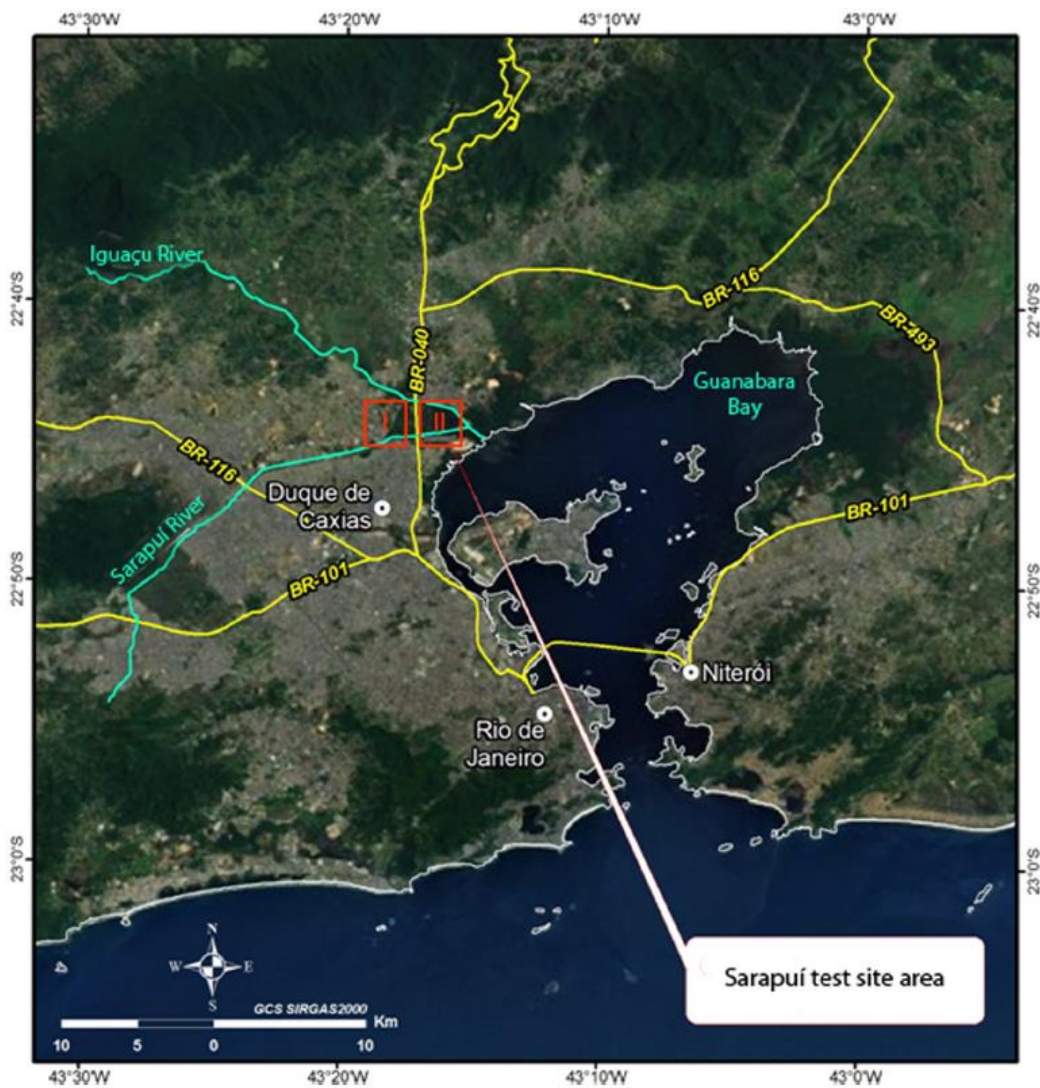 43°30'W 43°20'W 43°10'W 43°0'W
22°40'S
22°40'S
Iguaçu River
BR-116
BR-493
BR-040
Guanabara
Bay
I
II
BR-116
Duque de
Caxias
BR-101
Sarapuí River
BR-101
22°50'S
22°50'S
Niterói
Rio de
Janeiro
23°0'S
23°0'S
N
W E
S
Sarapuí test site area
GCS SIRGAS2000
Km
10 5 0 10
43°30'W 43°20'W 43°10'W 43°0'W